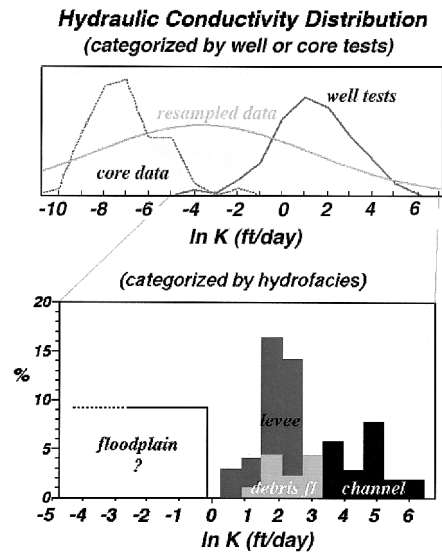 Hydraulic Conductivity Distribution
(categorized by well or core tests)
resampled data
well tests
core data
-10 -8 -6 -4 -2 0 2 4 6
ln K (ft/day)
(categorized by hydrofacies)
20
15
10
5
0
%
levee
floodplain
?
debris fl
channel
-5 -4 -3 -2 -1 0 1 2 3 4 5 6
ln K (ft/day)